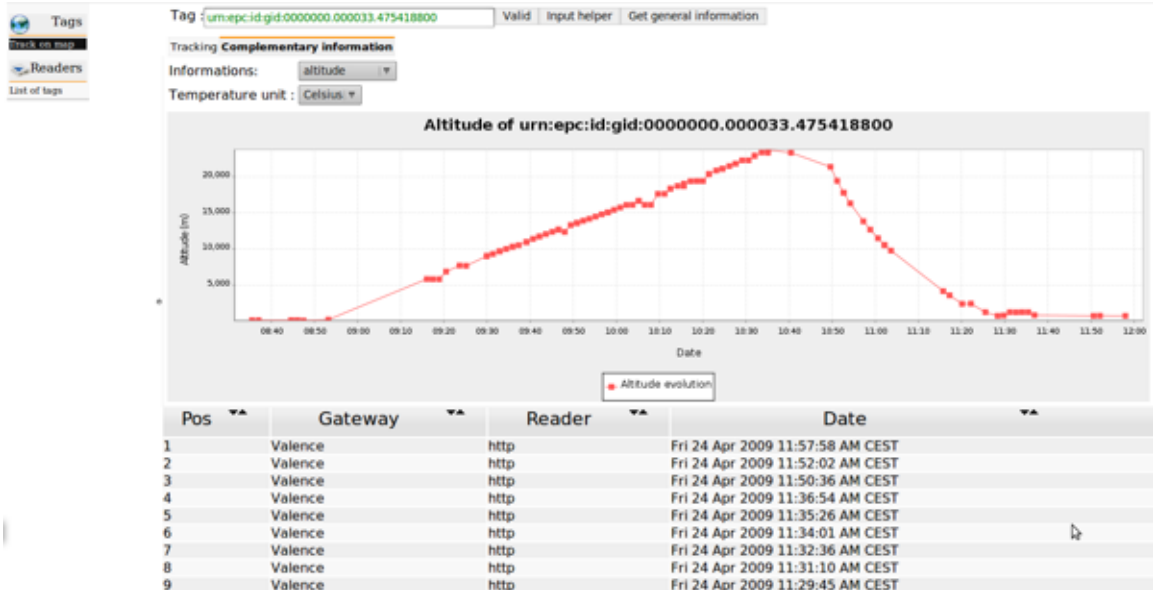 Tags
Track on map
Readers
List of tags
Tag : urn:epc:id:gid:0000000.000033.475418800 Valid Input helper Get general information
Tracking Complementary information
Informations: altitude
Temperature unit : Celsius
Altitude of urn:epc:id:gid:0000000.000033.475418800
Altitude (m)
20,000
15,000
10,000
5,000
08:40 08:50 09:00 09:10 09:20 09:30 09:40 09:50 10:00 10:10 10:20 10:30 10:40 10:50 11:00 11:10 11:20 11:30 11:40 11:50 12:00
Date
Altitude evolution
Pos Gateway Reader Date
1 Valence http Fri 24 Apr 2009 11:57:58 AM CEST
2 Valence http Fri 24 Apr 2009 11:52:02 AM CEST
3 Valence http Fri 24 Apr 2009 11:50:36 AM CEST
4 Valence http Fri 24 Apr 2009 11:36:54 AM CEST
5 Valence http Fri 24 Apr 2009 11:35:26 AM CEST
6 Valence http Fri 24 Apr 2009 11:34:01 AM CEST
7 Valence http Fri 24 Apr 2009 11:32:36 AM CEST
8 Valence http Fri 24 Apr 2009 11:31:10 AM CEST
9 Valence http Fri 24 Apr 2009 11:29:45 AM CEST